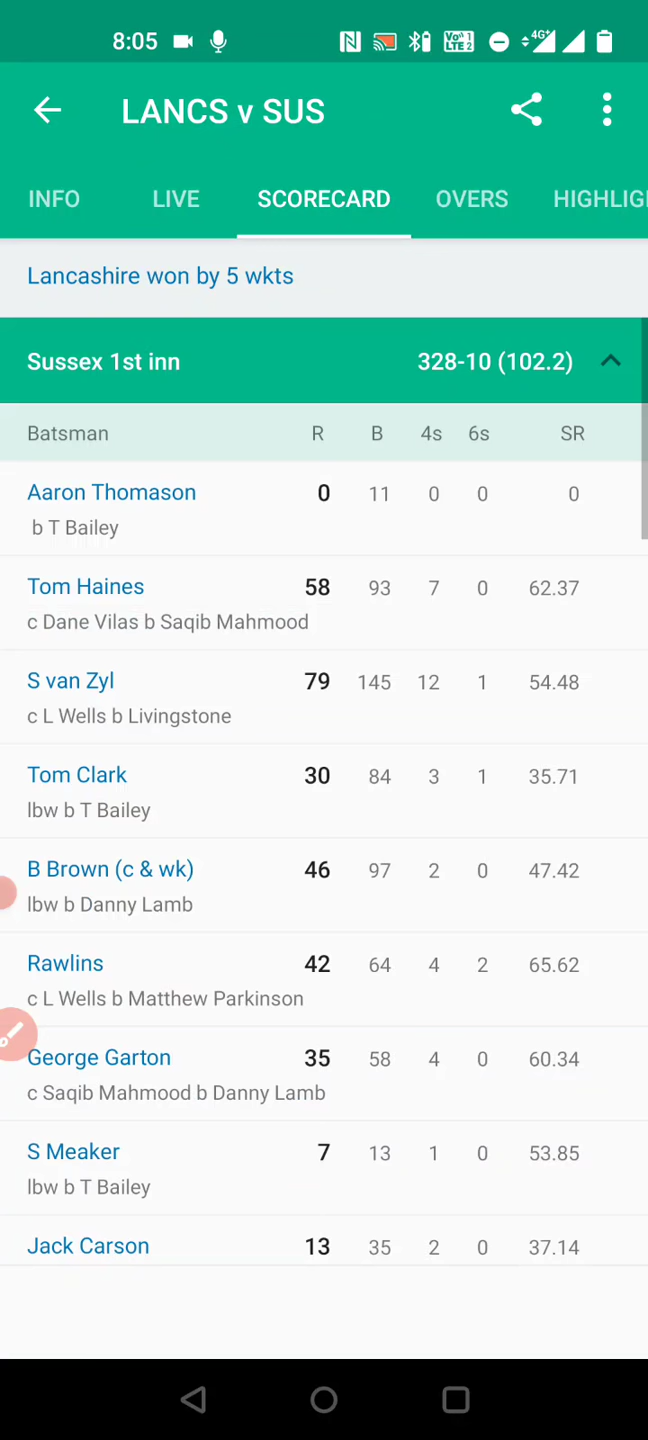 8:05 Vo 1 LTE 2 4G+
LANCS v SUS
INFO LIVE SCORECARD OVERS HIGHLIG
Lancashire won by 5 wkts
Sussex 1st inn 328-10 (102.2)
Batsman R B 4s 6s SR
Aaron Thomason 0 11 0 0 0
b T Bailey
Tom Haines 58 93 7 0 62.37
c Dane Vilas b Saqib Mahmood
S van Zyl 79 145 12 1 54.48
c L Wells b Livingstone
Tom Clark 30 84 3 1 35.71
lbw b T Bailey
B Brown (c & wk) 46 97 2 0 47.42
lbw b Danny Lamb
Rawlins 42 64 4 2 65.62
c L Wells b Matthew Parkinson
George Garton 35 58 4 0 60.34
c Saqib Mahmood b Danny Lamb
S Meaker 7 13 1 0 53.85
lbw b T Bailey
Jack Carson 13 35 2 0 37.14